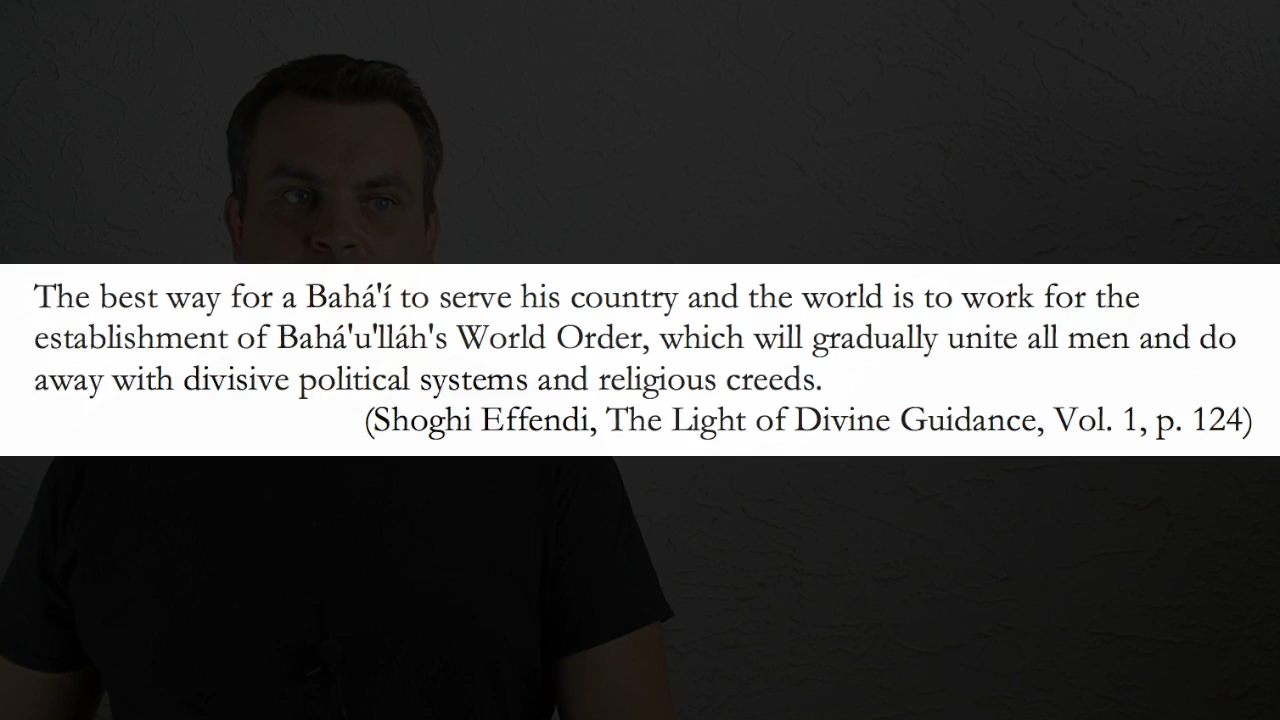 The best way for a Bahá'í to serve his country and the world is to work for the
establishment of Bahá'u'lláh's World Order, which will gradually unite all men and do
away with divisive political systems and religious creeds.
(Shoghi Effendi, The Light of Divine Guidance, Vol. 1, p. 124)